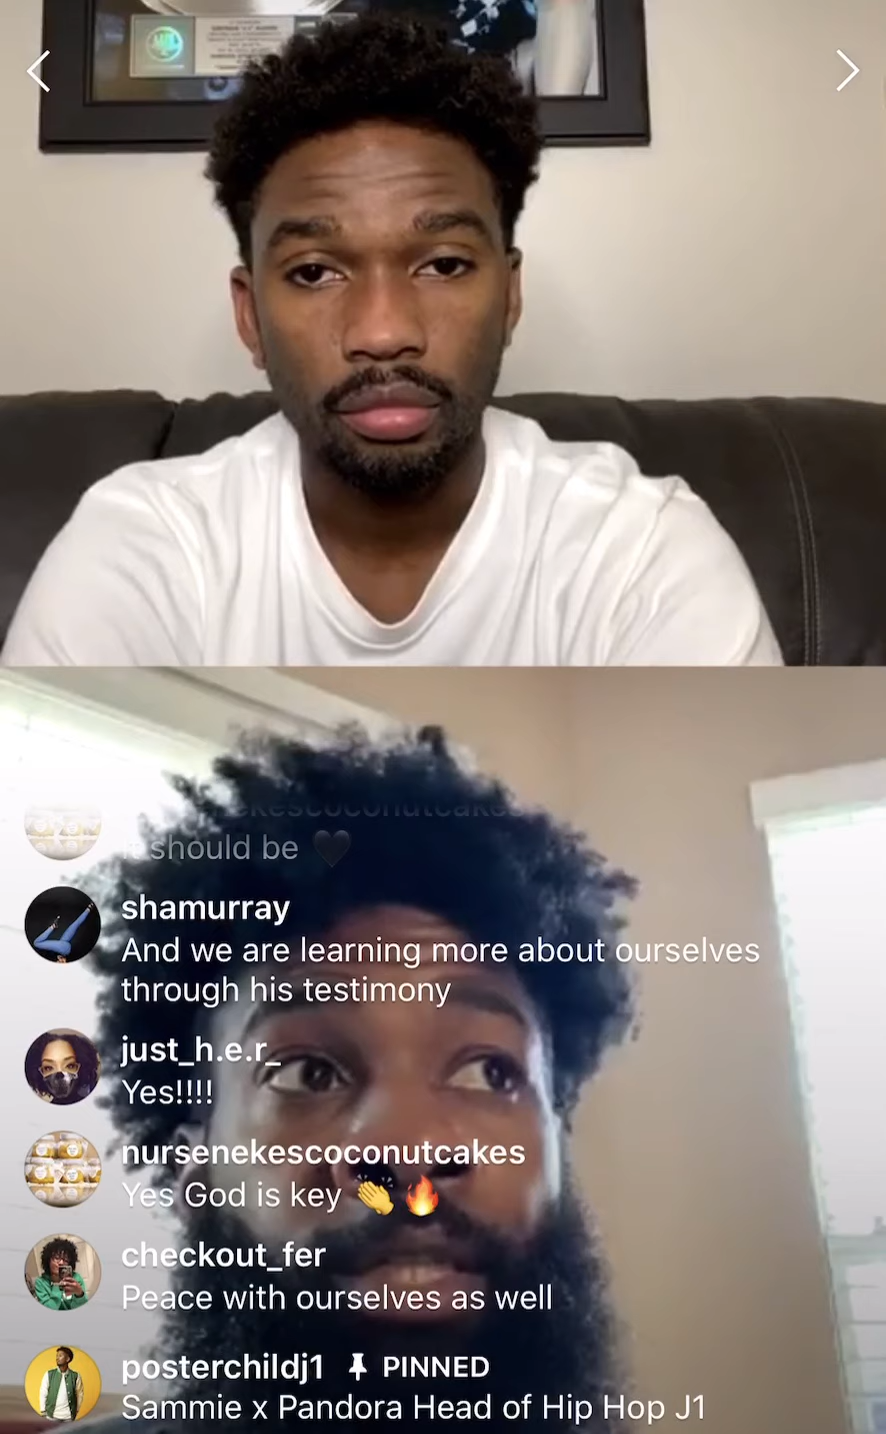 should be 🖤
shamurray
And we are learning more about ourselves
through his testimony
just_h.e.r_
Yes!!!!
nursenekescoconutcakes
Yes God is key 👏🔥
checkout_fer
Peace with ourselves as well
posterchildj1 PINNED
Sammie x Pandora Head of Hip Hop J1